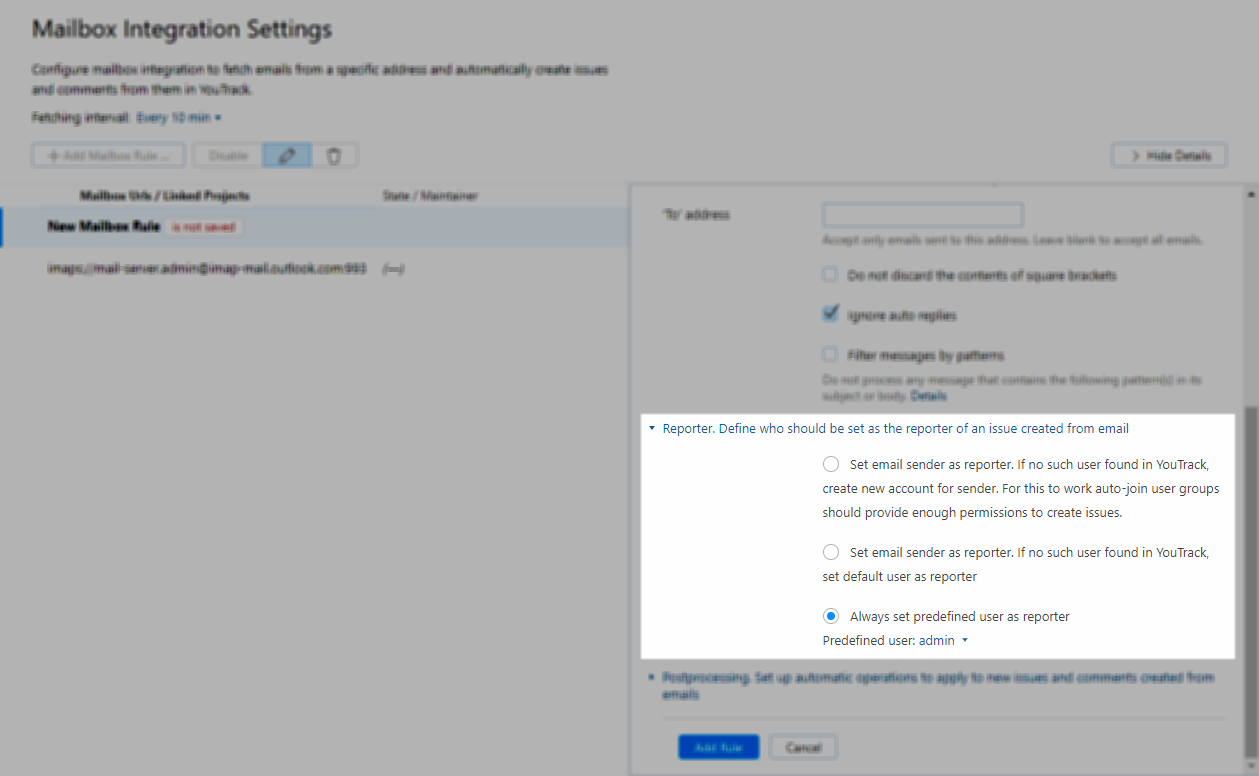 Mailbox Integration Settings
Configure mailbox integration to fetch emails from a specific address and automatically create issues
and comments from them in YouTrack.
Fetching interval: Every 10 min
Add Mailbox Rule ...
Disable
Hide Details
Mailbox Urls / Linked Projects
State / Maintainer
New Mailbox Rule is not saved
imaps://mail-server.admin@imap-mail.outlook.com:993 (—)
'To' address
Accept only emails sent to this address. Leave blank to accept all emails.
Do not discard the contents of square brackets
Ignore auto replies
Filter messages by patterns
Do not process any message that contains the following pattern(s) in its
subject or body. Details
Reporter. Define who should be set as the reporter of an issue created from email
Set email sender as reporter. If no such user found in YouTrack,
create new account for sender. For this to work auto-join user groups
should provide enough permissions to create issues.
Set email sender as reporter. If no such user found in YouTrack,
set default user as reporter
Always set predefined user as reporter
Predefined user: admin
Postprocessing. Set up automatic operations to apply to new issues and comments created from
emails
Add Rule
Cancel